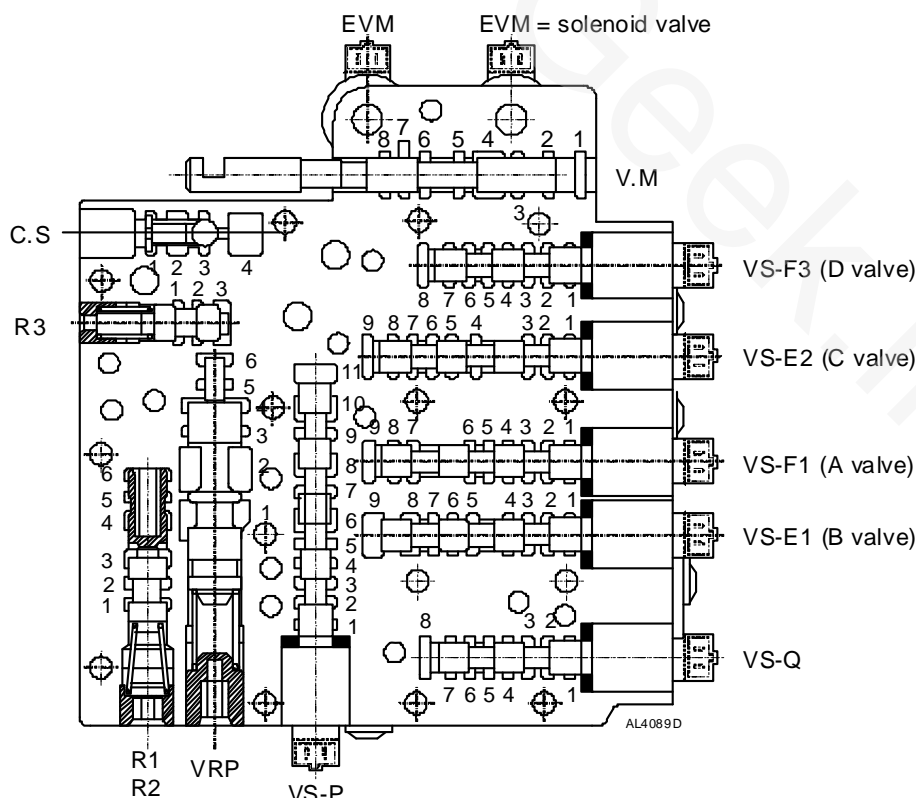 EVM EVM = solenoid valve
8 7 6 5 4 2 1
V.M
3
C.S
1 2 3 4
VS-F3 (D valve)
8 7 6 5 4 3 2 1
1 2 3
R3
9 8 7 6 5 4 3 2 1
VS-E2 (C valve)
6
5
4
3
2
1
11
10
9
8
7
6
5
4
3
2
1
9 8 7 6 5 4 3 2 1
VS-F1 (A valve)
9 8 7 6 5 4 3 2 1
VS-E1 (B valve)
6
5
4
3
2
1
8 3 2
VS-Q
7 6 5 4 1
AL4089D
R1
R2
VRP
VS-P
Geek.